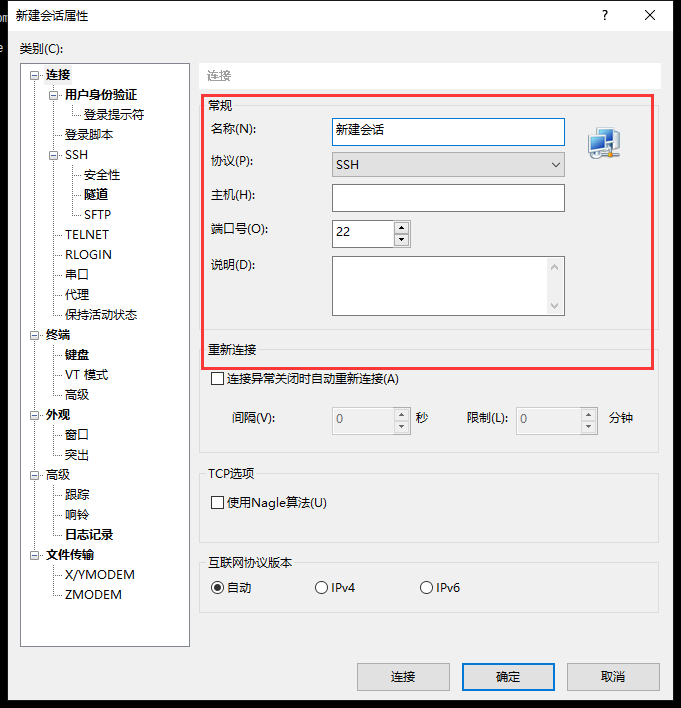 om
新建会话属性
e
类别(C):
连接
用户身份验证
登录提示符
登录脚本
SSH
安全性
隧道
SFTP
TELNET
RLOGIN
串口
代理
保持活动状态
终端
键盘
VT 模式
高级
外观
窗口
突出
高级
跟踪
响铃
日志记录
文件传输
X/YMODEM
ZMODEM
连接
常规
名称(N): 新建会话
协议(P): SSH
主机(H):
端口号(O): 22
说明(D):
重新连接
连接异常关闭时自动重新连接(A)
间隔(V): 0 秒 限制(L): 0 分钟
TCP选项
使用Nagle算法(U)
互联网协议版本
自动 IPv4 IPv6
连接 确定 取消